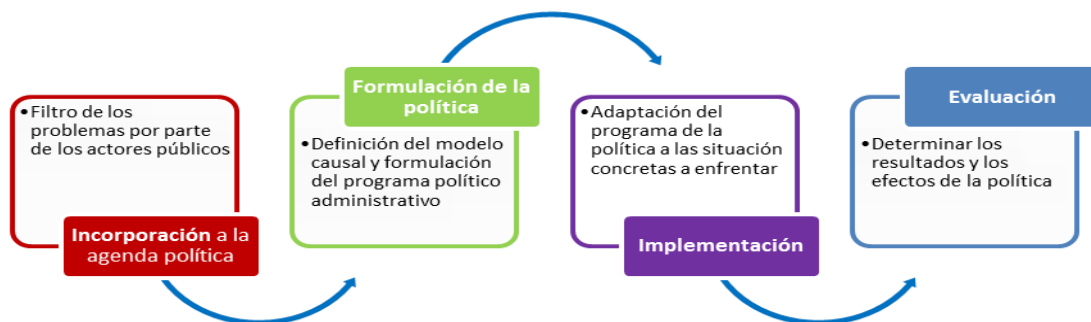 •Filtro de los
problemas por parte
de los actores públicos
Incorporación a la
agenda política
Formulación de la
política
•Definición del modelo
causal y formulación
del programa político
administrativo
•Adaptación del
programa de la
política a las situación
concretas a enfrentar
Implementación
Evaluación
•Determinar los
resultados y los
efectos de la política